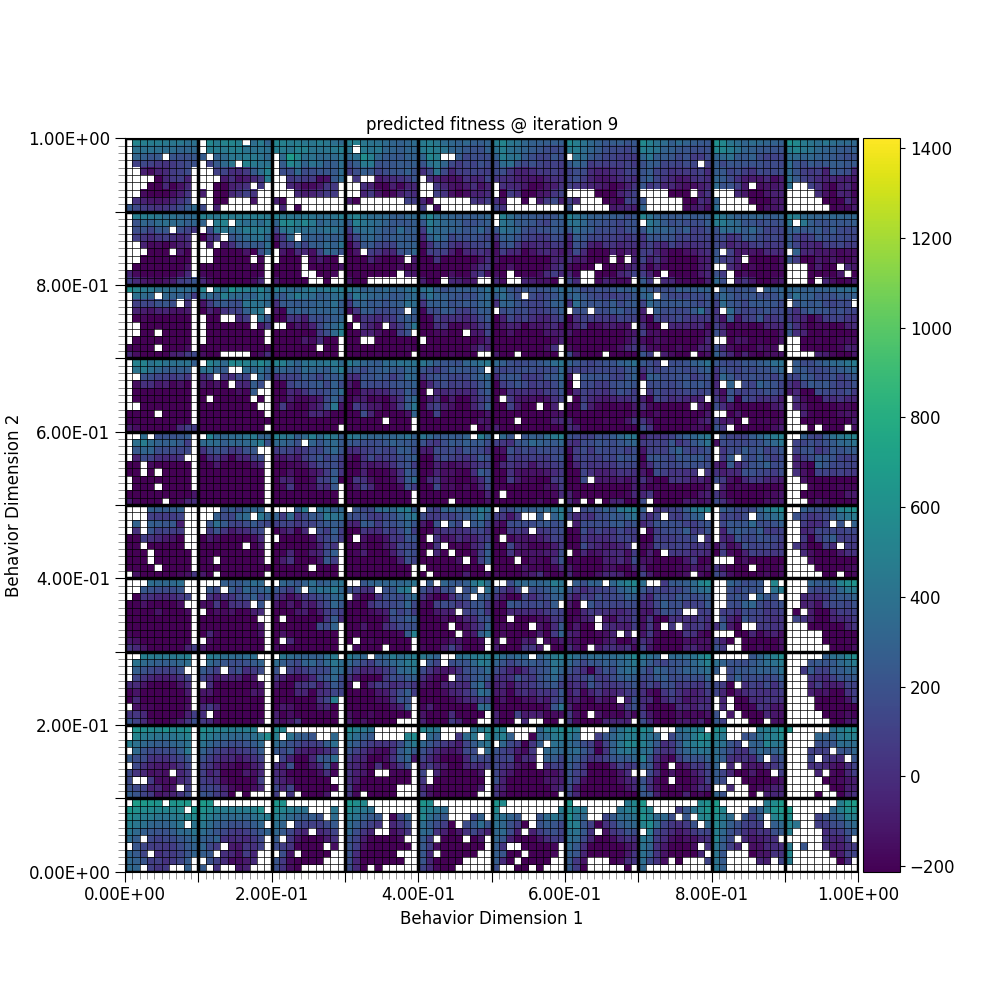 predicted fitness @ iteration 9
1.00E+00
8.00E-01
6.00E-01
4.00E-01
2.00E-01
0.00E+00
Behavior Dimension 2
0.00E+00 2.00E-01 4.00E-01 6.00E-01 8.00E-01 1.00E+00
Behavior Dimension 1
1400
1200
1000
800
600
400
200
0
−200